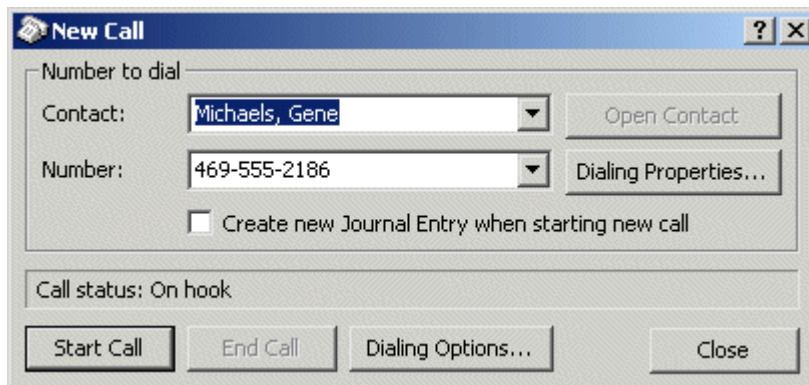 New Call
Number to dial
Contact: Michaels, Gene Open Contact
Number: 469-555-2186 Dialing Properties...
Create new Journal Entry when starting new call
Call status: On hook
Start Call End Call Dialing Options... Close